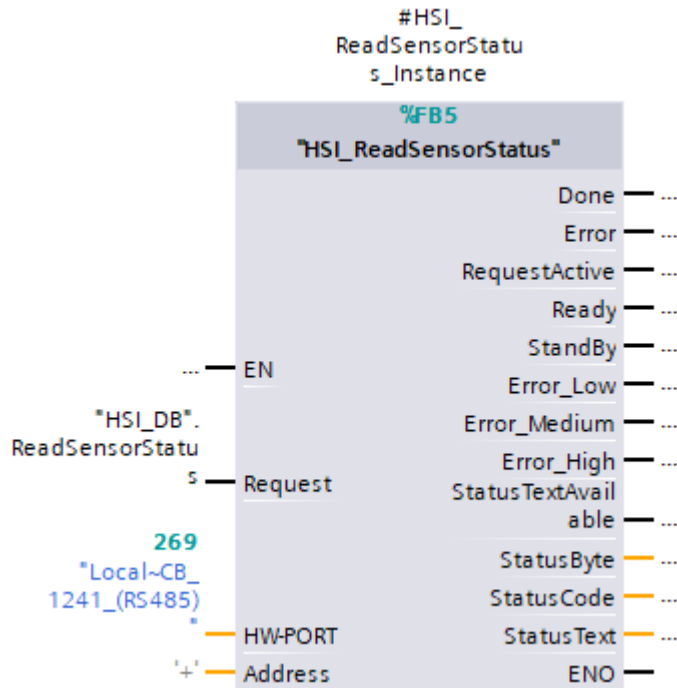 #HSI_
ReadSensorStatu
s_Instance
%FB5
"HSI_ReadSensorStatus"
Done
Error
RequestActive
Ready
StandBy
... EN
Error_Low
"HSI_DB".
Error_Medium
ReadSensorStatu
Error_High
s
Request
StatusTextAvail
able
269
StatusByte
"Local~CB_
1241_(RS485)
StatusCode
"
HW-PORT
StatusText
'+'
Address
ENO